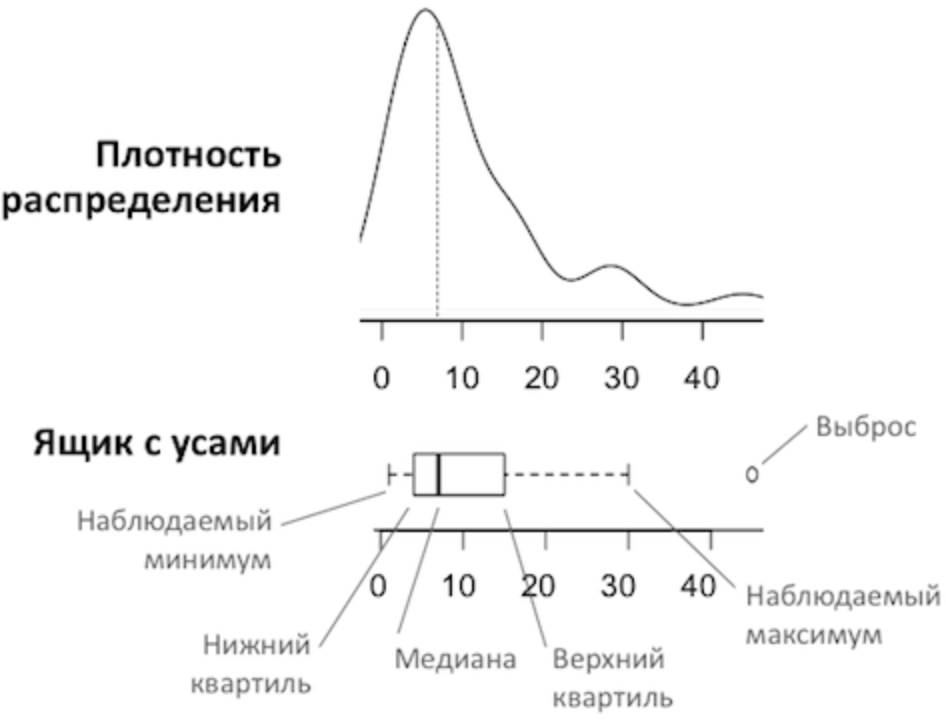 Плотность
распределения
0 10 20 30 40
Ящик с усами
Выброс
Наблюдаемый
минимум
0 10 20 30 40
Наблюдаемый
максимум
Нижний
квартиль
Медиана
Верхний
квартиль